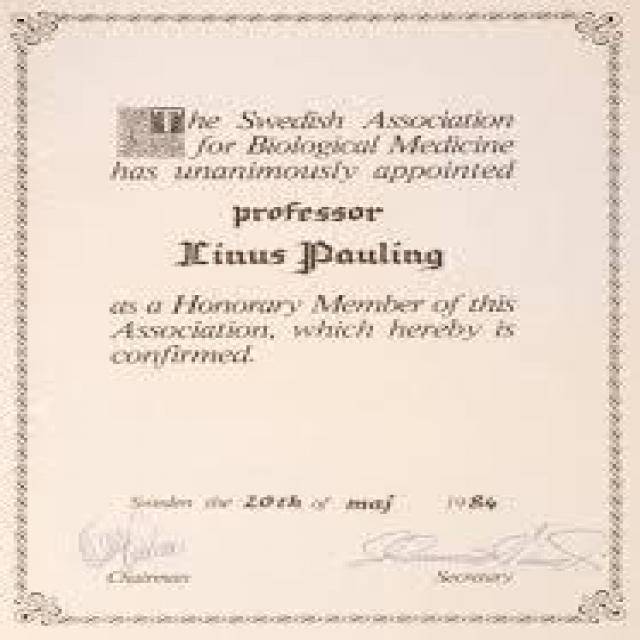 The Swedish Association
for Biological Medicine
has unanimously appointed
professor
Linus Pauling
as a Honorary Member of this
Association, which hereby is
confirmed.
Sweden the 20th of maj 1984
Chairman
Secretary